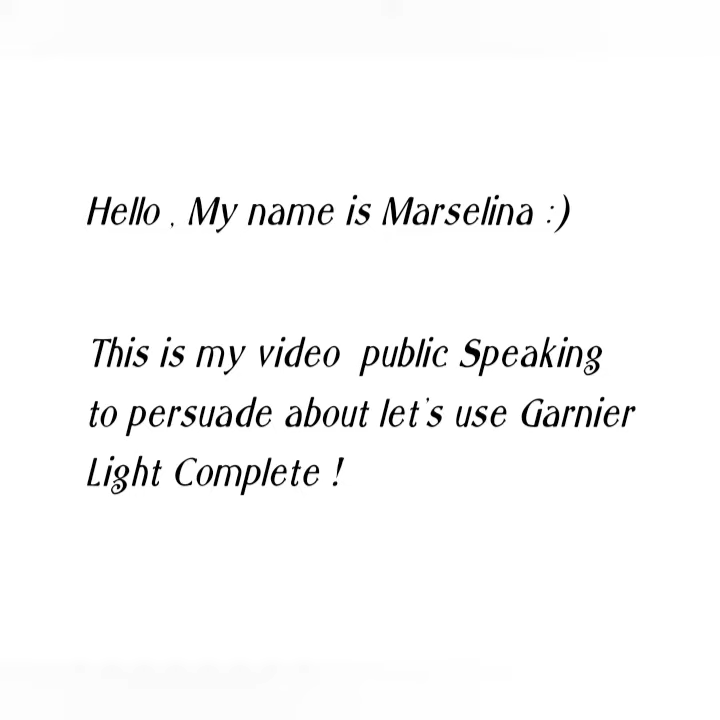 Hello , My name is Marselina :)
This is my video public Speaking
to persuade about let's use Garnier
Light Complete !